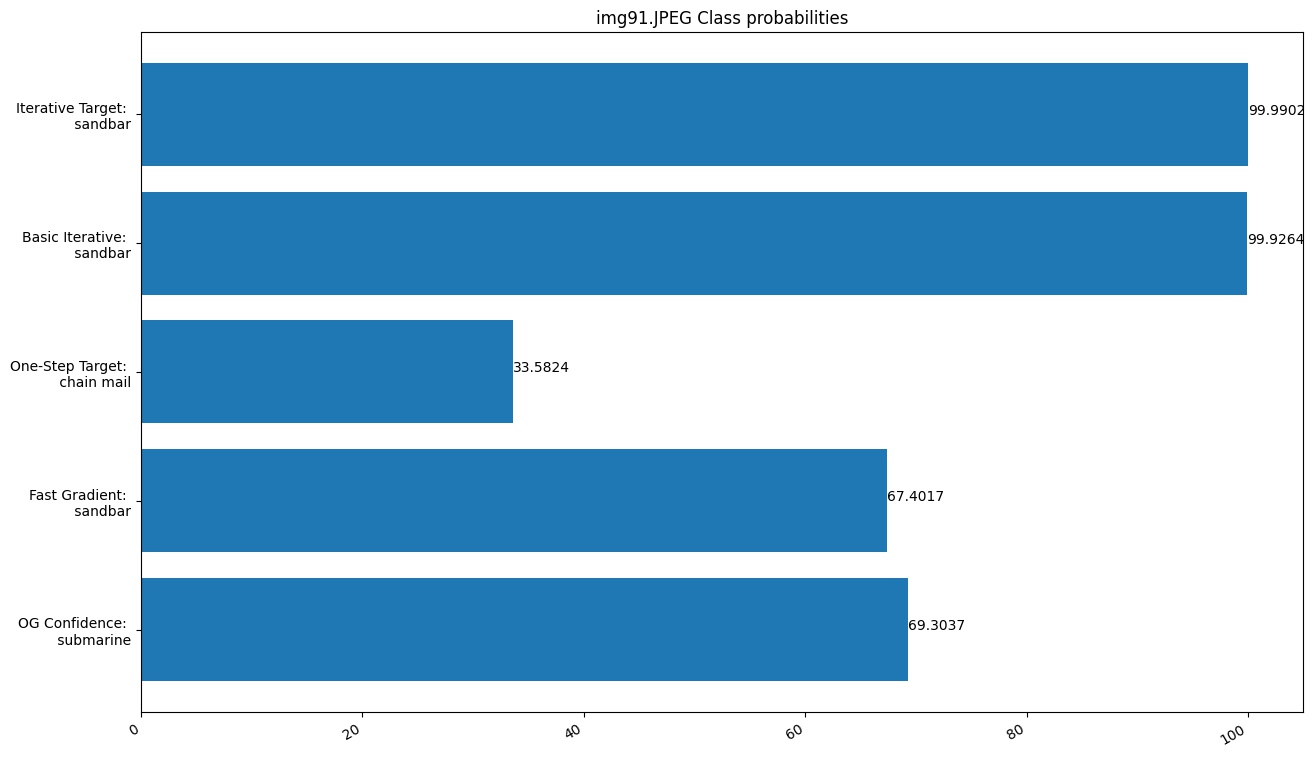 img91.JPEG Class probabilities
Iterative Target:
sandbar
99.9902
Basic Iterative:
sandbar
99.9264
One-Step Target:
chain mail
33.5824
Fast Gradient:
sandbar
67.4017
OG Confidence:
submarine
69.3037
0
20
40
60
80
100